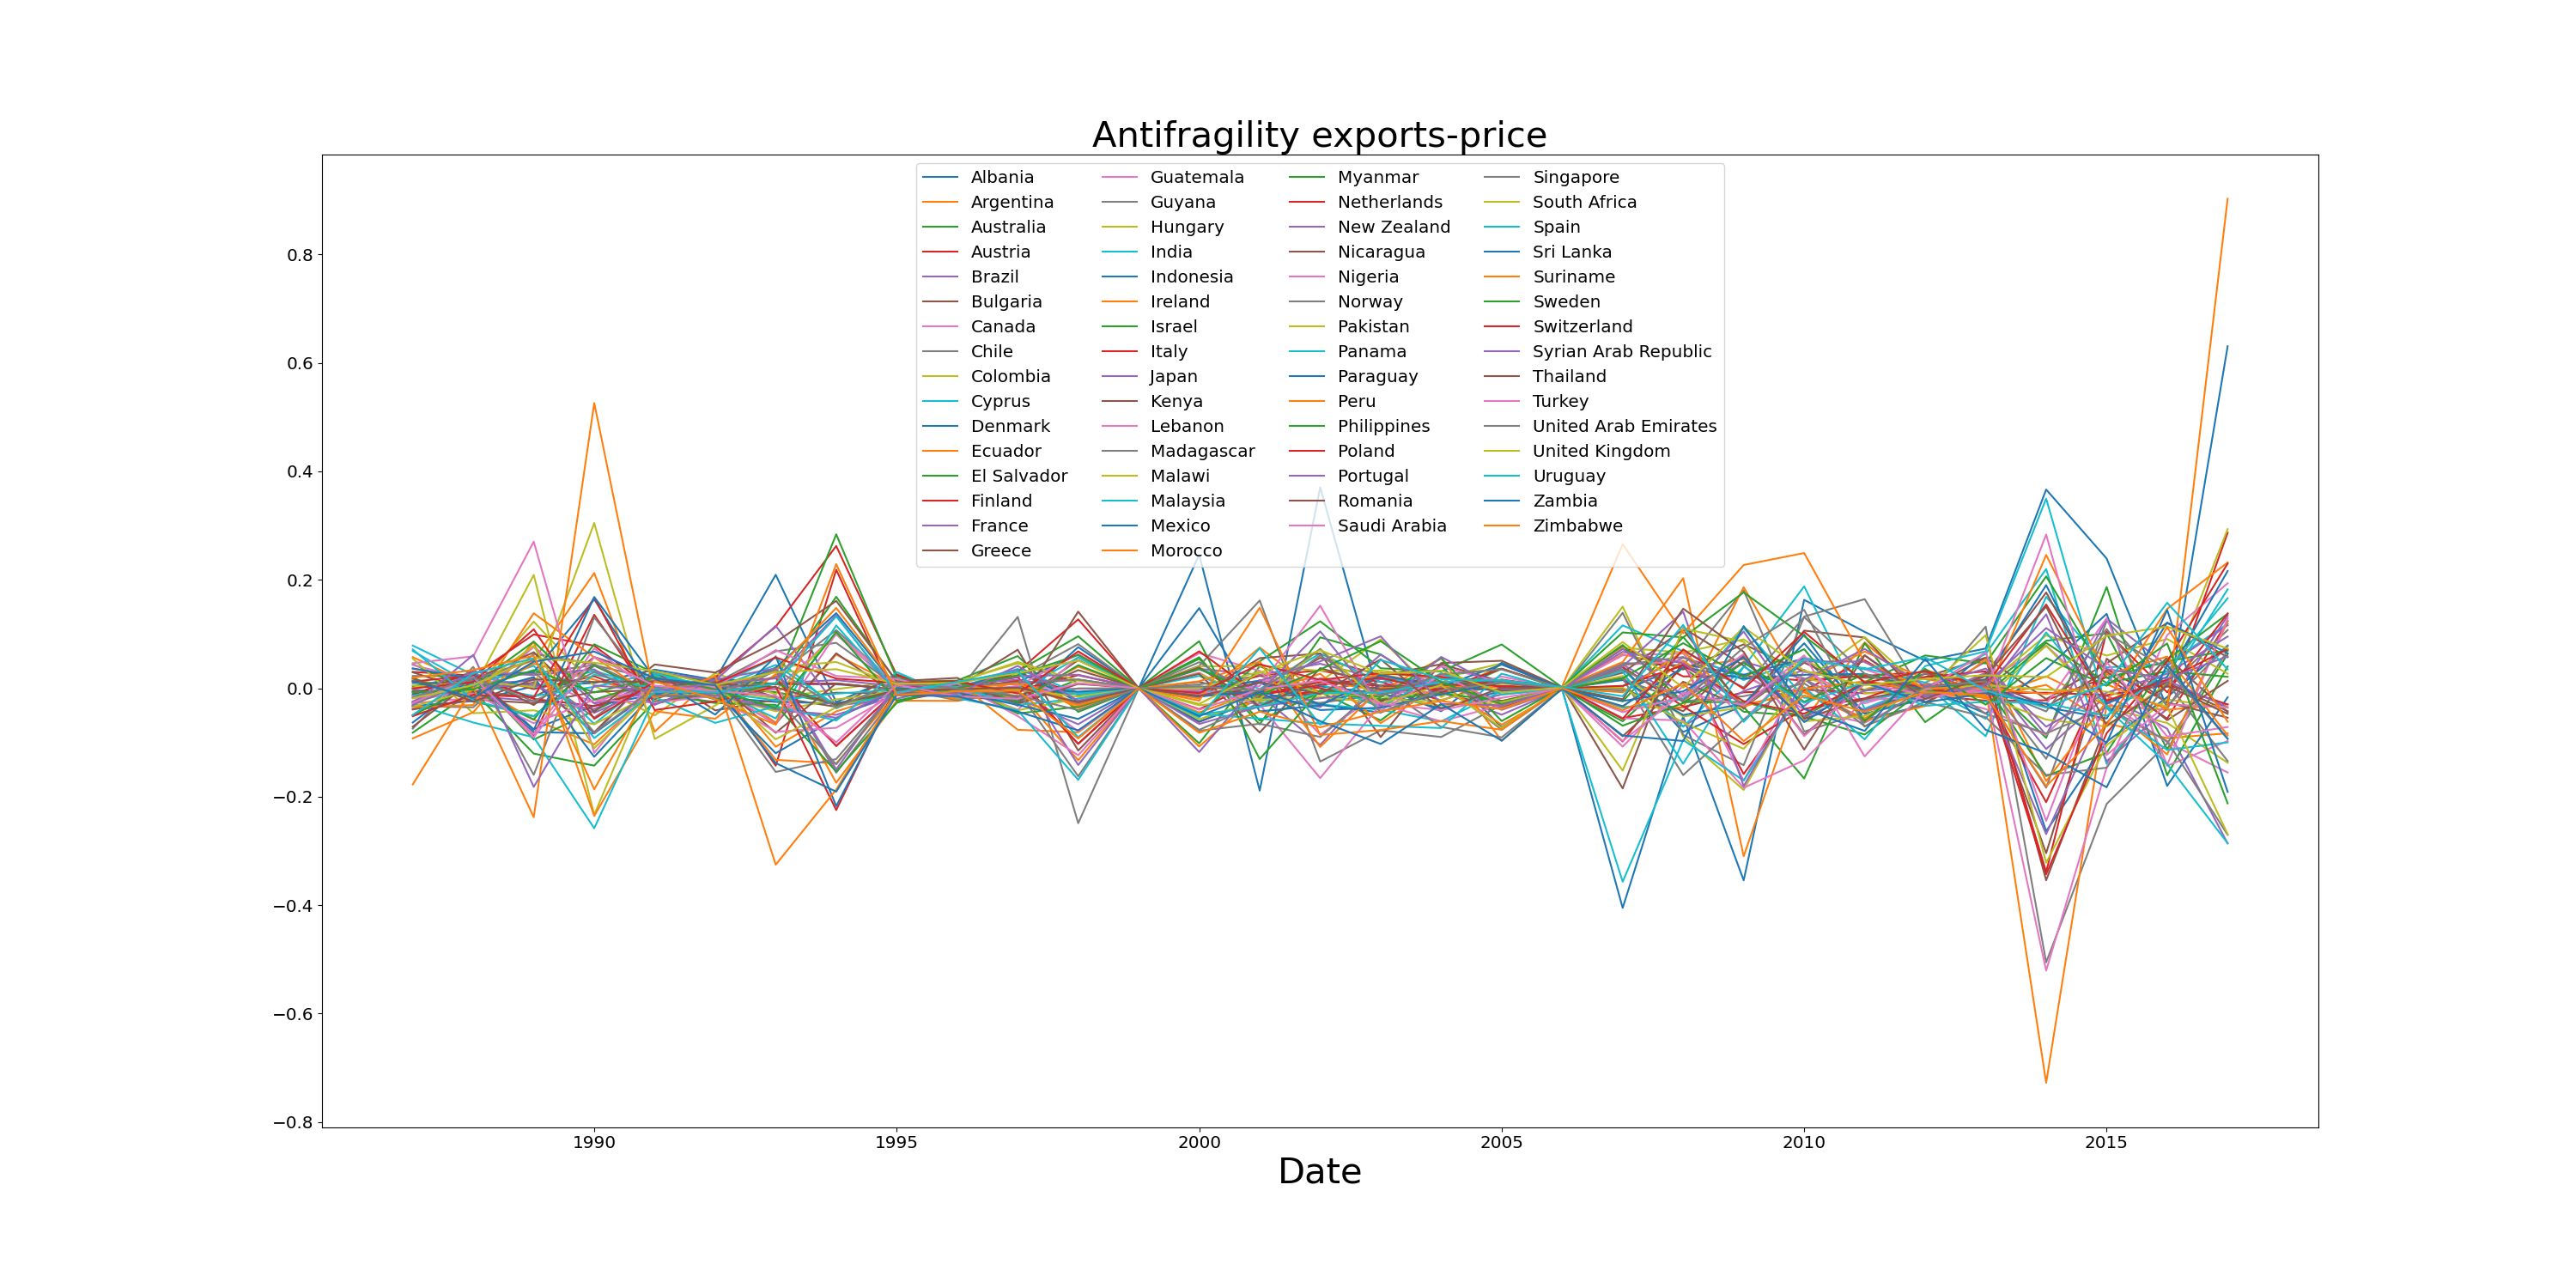 Antifragility exports-price
Albania
Argentina
Australia
Austria
Brazil
Bulgaria
Canada
Chile
Colombia
Cyprus
Denmark
Ecuador
El Salvador
Finland
France
Greece
Guatemala
Guyana
Hungary
India
Indonesia
Ireland
Israel
Italy
Japan
Kenya
Lebanon
Madagascar
Malawi
Malaysia
Mexico
Morocco
Myanmar
Netherlands
New Zealand
Nicaragua
Nigeria
Norway
Pakistan
Panama
Paraguay
Peru
Philippines
Poland
Portugal
Romania
Saudi Arabia
Singapore
South Africa
Spain
Sri Lanka
Suriname
Sweden
Switzerland
Syrian Arab Republic
Thailand
Turkey
United Arab Emirates
United Kingdom
Uruguay
Zambia
Zimbabwe
0.8
0.6
0.4
0.2
0.0
−0.2
−0.4
−0.6
−0.8
1990 1995 2000 2005 2010 2015
Date